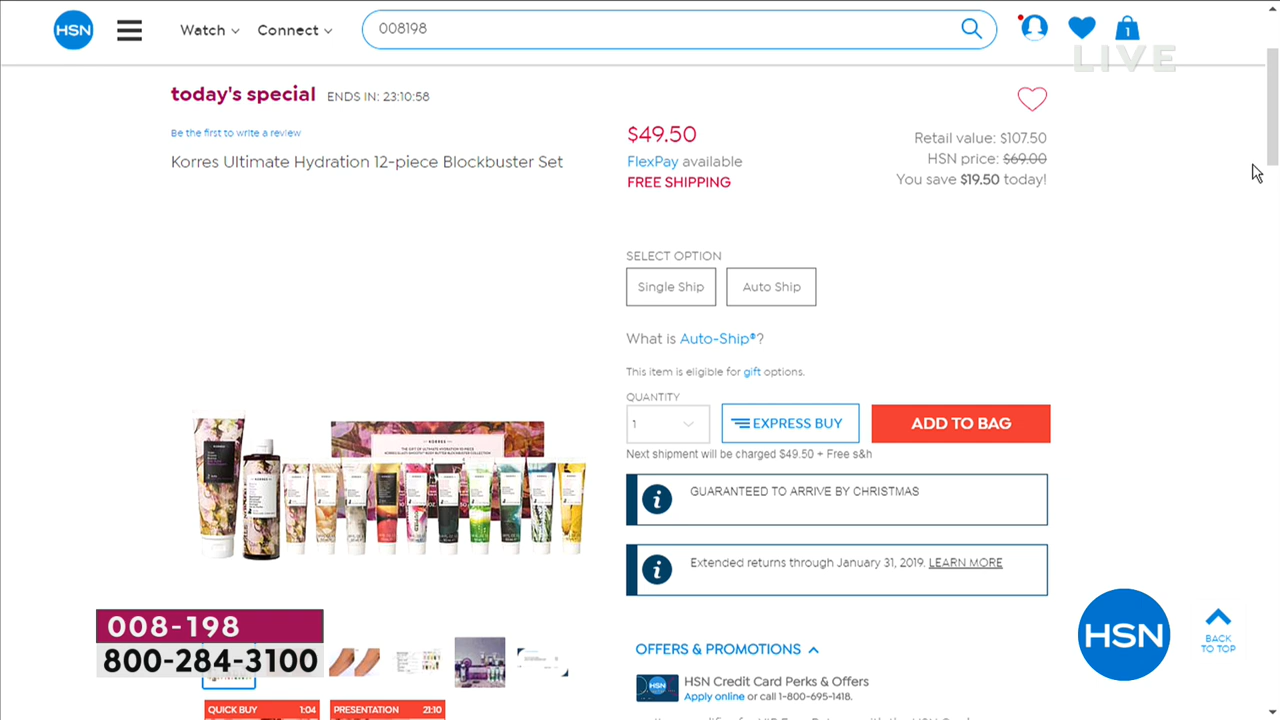 HSN
Watch
Connect
008198
1
LIVE
today's special ENDS IN: 23:10:58
Be the first to write a review
Korres Ultimate Hydration 12-piece Blockbuster Set
$49.50
FlexPay available
FREE SHIPPING
Retail value: $107.50
HSN price: $69.00
You save $19.50 today!
SELECT OPTION
Single Ship
Auto Ship
What is Auto-Ship®?
This item is eligible for gift options.
QUANTITY
1
EXPRESS BUY
ADD TO BAG
Next shipment will be charged $49.50 + Free s&h
KORRES
GUARANTEED TO ARRIVE BY CHRISTMAS
Extended returns through January 31, 2019. LEARN MORE
008-198
800-284-3100
HSN
BACK
TO TOP
OFFERS & PROMOTIONS
HSN
HSN Credit Card Perks & Offers
Apply online or call 1-800-695-1418.
QUICK BUY 1:04
PRESENTATION 21:10